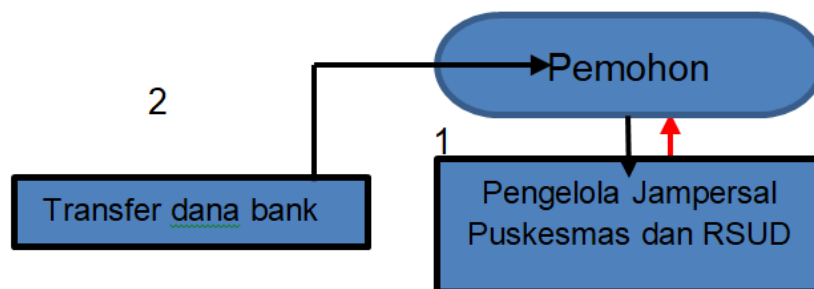 Pemohon
2
1
Transfer dana bank
Pengelola Jampersal
Puskesmas dan RSUD